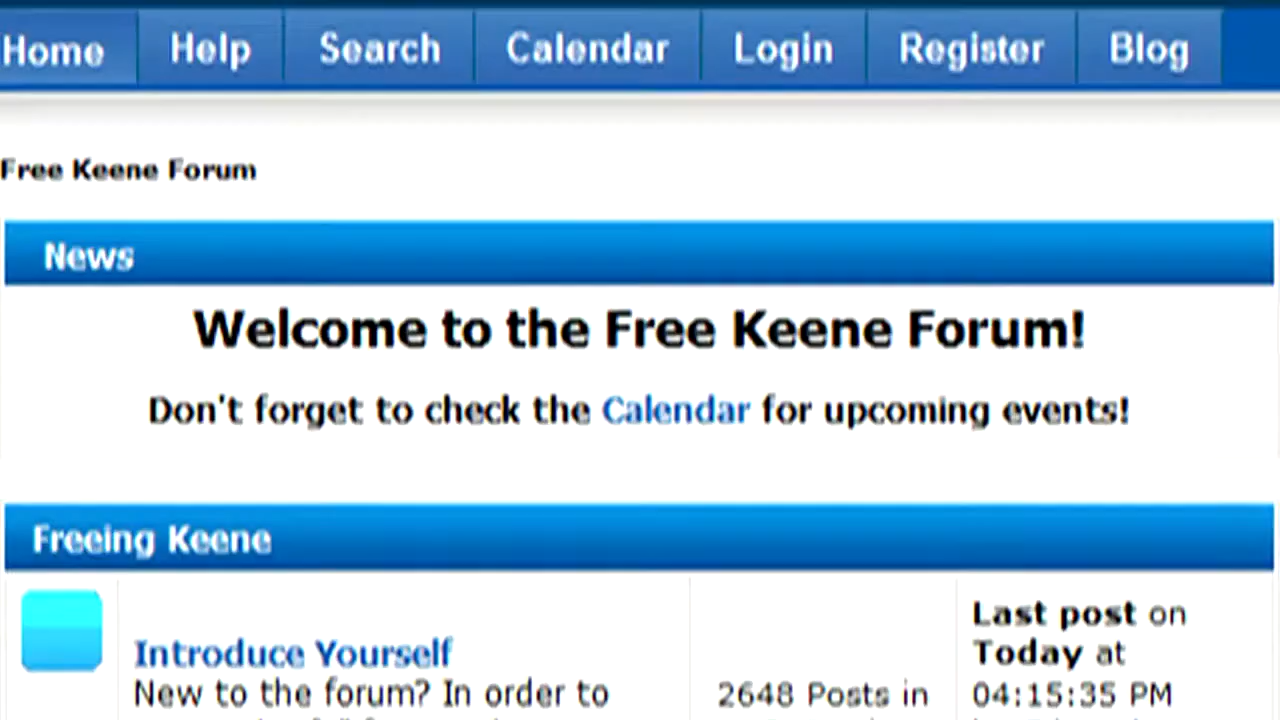 Home Help Search Calendar Login Register Blog
Free Keene Forum
News
Welcome to the Free Keene Forum!
Don't forget to check the Calendar for upcoming events!
Freeing Keene
Last post on
Introduce Yourself Today at
New to the forum? In order to 2648 Posts in 04:15:35 PM